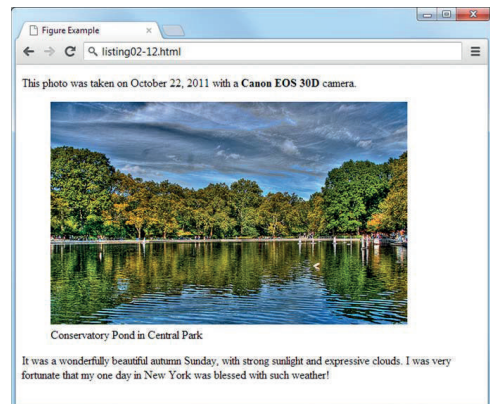 Figure Example
listing02-12.html
This photo was taken on October 22, 2011 with a Canon EOS 30D camera.
Conservatory Pond in Central Park
It was a wonderfully beautiful autumn Sunday, with strong sunlight and expressive clouds. I was very
fortunate that my one day in New York was blessed with such weather!